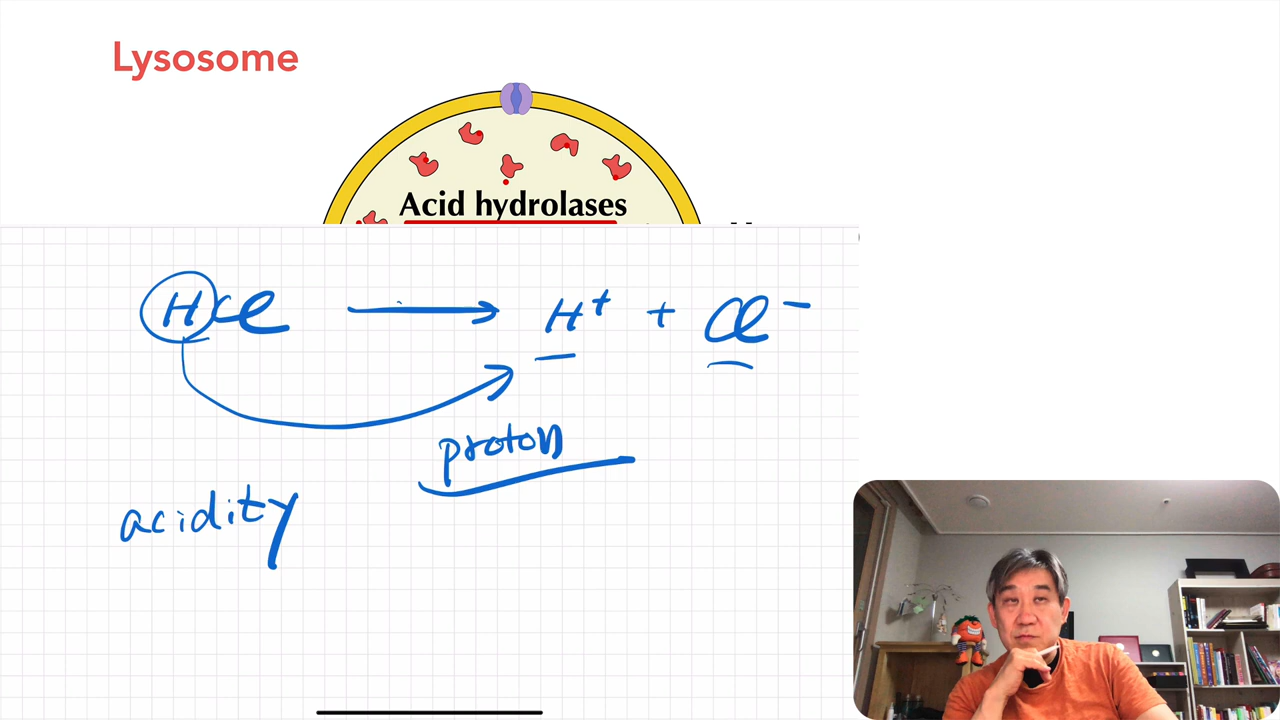 Lysosome
Acid hydrolases
HCl → H⁺ + Cl⁻
proton
acidity